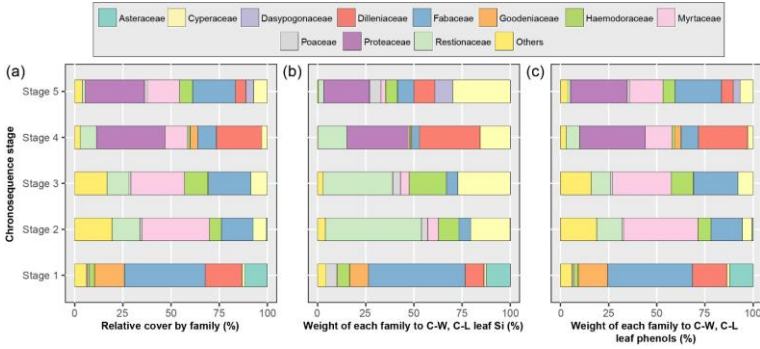 Asteraceae Cyperaceae Dasypogonaceae Dilleniaceae Fabaceae Goodeniaceae Haemodoraceae Myrtaceae
Poaceae Proteaceae Restionaceae Others
(a) (b) (c)
Chronosequence stage
Stage 5
Stage 4
Stage 3
Stage 2
Stage 1
0 25 50 75 100 0 25 50 75 100 0 25 50 75 100
Relative cover by family (%) Weight of each family to C-W, C-L leaf Si (%) Weight of each family to C-W, C-L
leaf phenols (%)